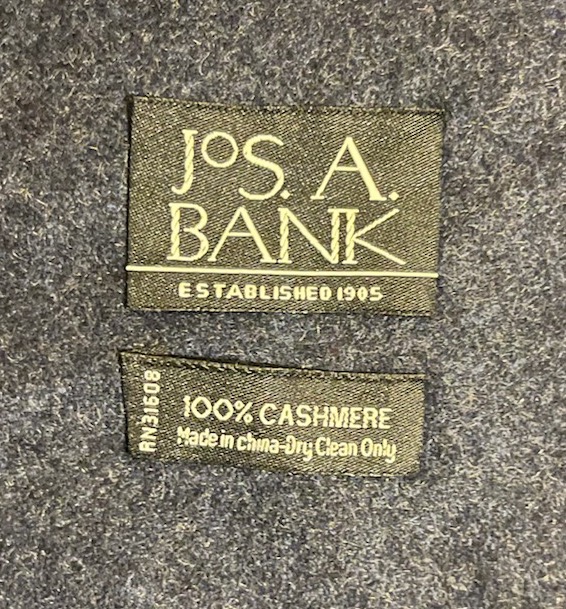 JoS. A.
BANK
ESTABLISHED 1905
RN31608
100% CASHMERE
Made in china-Dry Clean Only